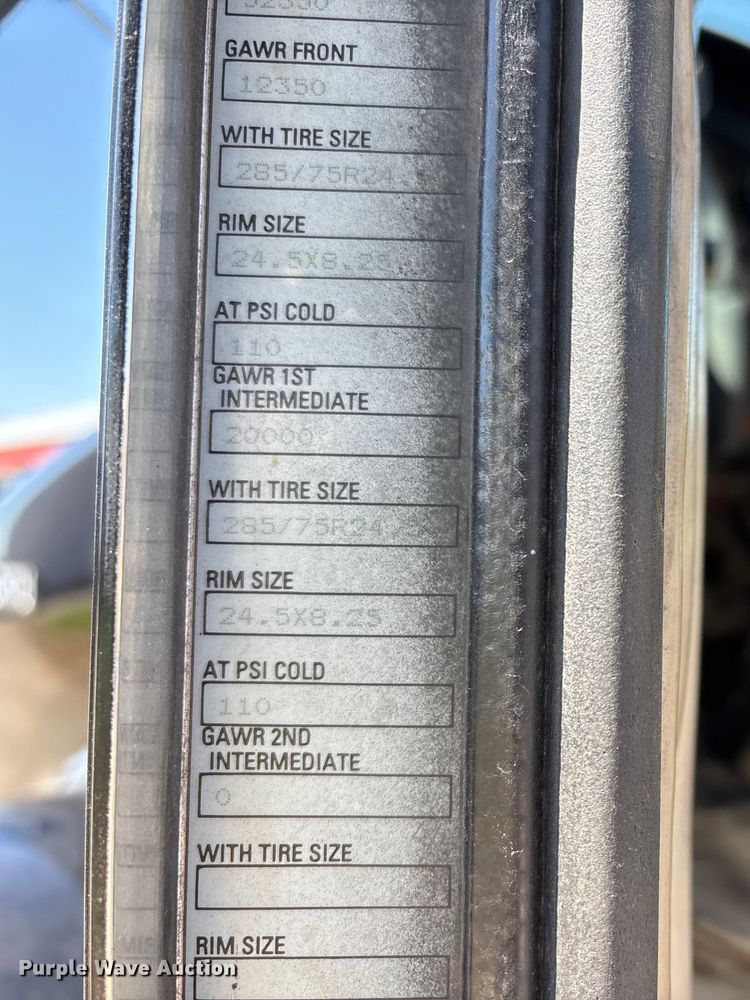 52350
GAWR FRONT
12350
WITH TIRE SIZE
285/75R24.5
RIM SIZE
24.5X8.25
AT PSI COLD
110
GAWR 1ST
INTERMEDIATE
20000
WITH TIRE SIZE
285/75R24
RIM SIZE
24.5X8.25
AT PSI COLD
110
GAWR 2ND
INTERMEDIATE
0
WITH TIRE SIZE
RIM SIZE
Purple Wave Auction